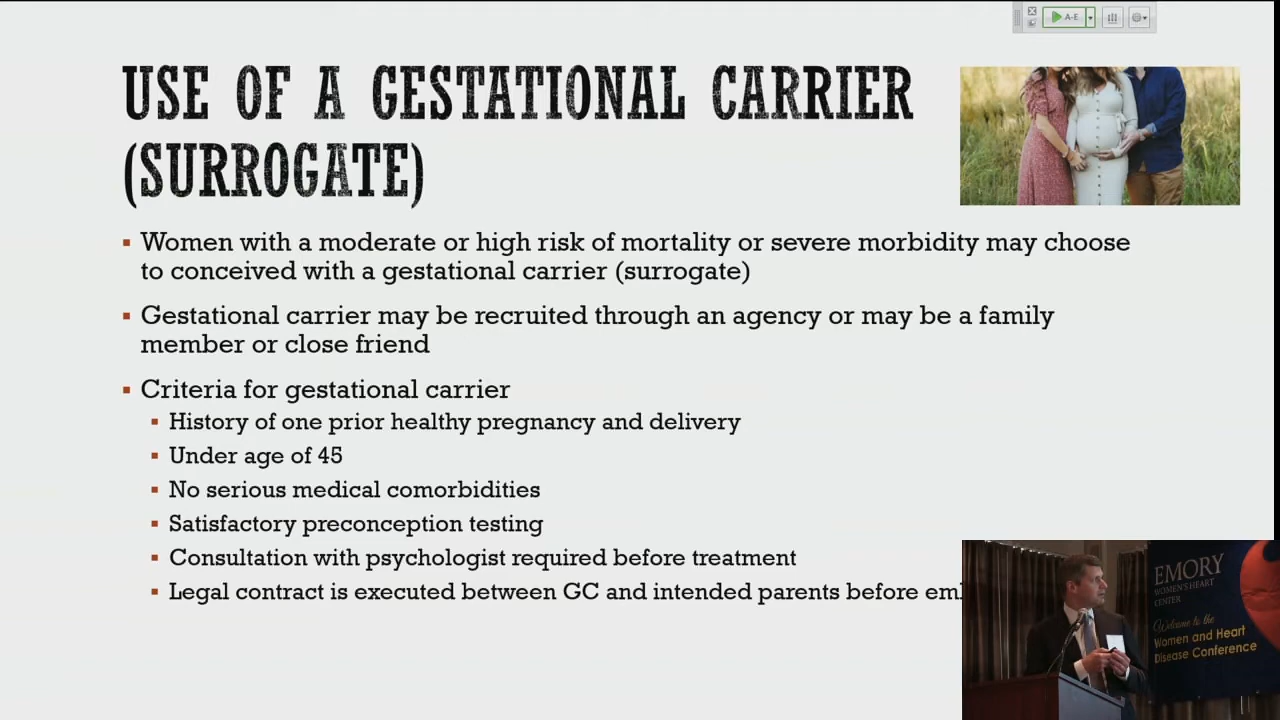 A-E
USE OF A GESTATIONAL CARRIER
(SURROGATE)
▪ Women with a moderate or high risk of mortality or severe morbidity may choose
to conceived with a gestational carrier (surrogate)
▪ Gestational carrier may be recruited through an agency or may be a family
member or close friend
▪ Criteria for gestational carrier
▪ History of one prior healthy pregnancy and delivery
▪ Under age of 45
▪ No serious medical comorbidities
▪ Satisfactory preconception testing
▪ Consultation with psychologist required before treatment
▪ Legal contract is executed between GC and intended parents before
EMORY
WOMEN'S HEART
CENTER
Welcome to the
Women and Heart
Disease Conference